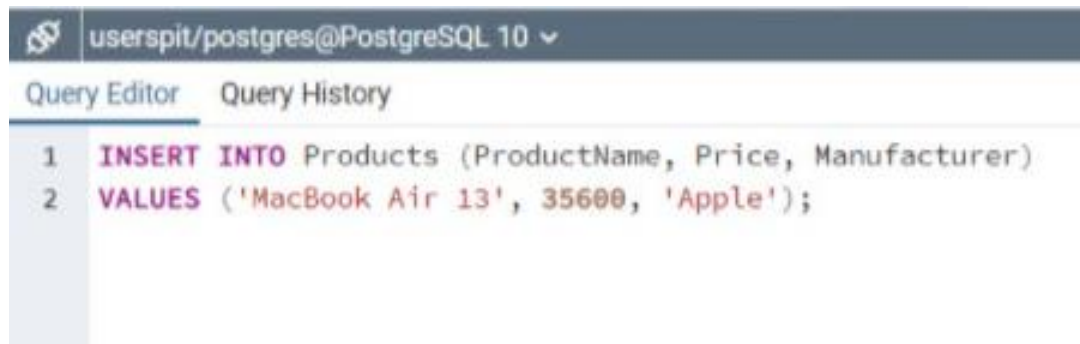 userspit/postgres@PostgreSQL 10
Query Editor Query History
1 INSERT INTO Products (ProductName, Price, Manufacturer)
2 VALUES ('MacBook Air 13', 35600, 'Apple');